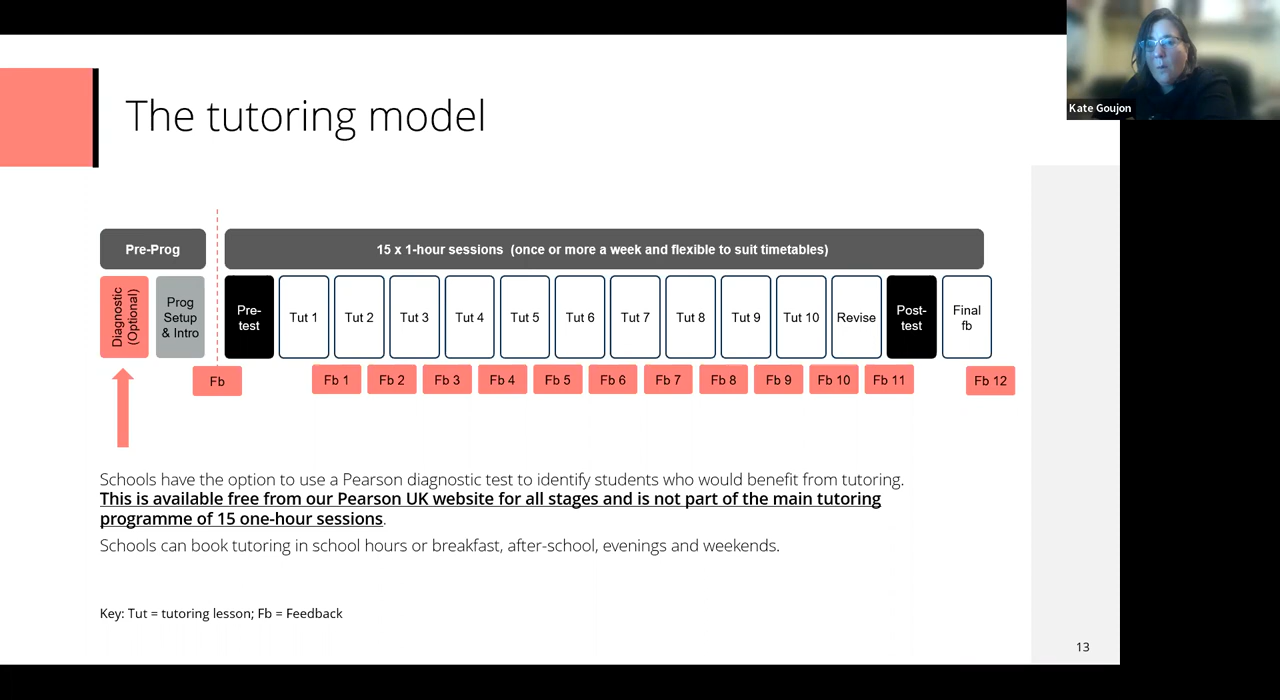 Kate Goujon
The tutoring model
Pre-Prog
15 x 1-hour sessions (once or more a week and flexible to suit timetables)
Diagnostic
(Optional)
Prog
Setup
& Intro
Pre-
test
Tut 1
Tut 2
Tut 3
Tut 4
Tut 5
Tut 6
Tut 7
Tut 8
Tut 9
Tut 10
Revise
Post-
test
Final
fb
Fb
Fb 1
Fb 2
Fb 3
Fb 4
Fb 5
Fb 6
Fb 7
Fb 8
Fb 9
Fb 10
Fb 11
Fb 12
Schools have the option to use a Pearson diagnostic test to identify students who would benefit from tutoring.
This is available free from our Pearson UK website for all stages and is not part of the main tutoring
programme of 15 one-hour sessions.
Schools can book tutoring in school hours or breakfast, after-school, evenings and weekends.
Key: Tut = tutoring lesson; Fb = Feedback
13